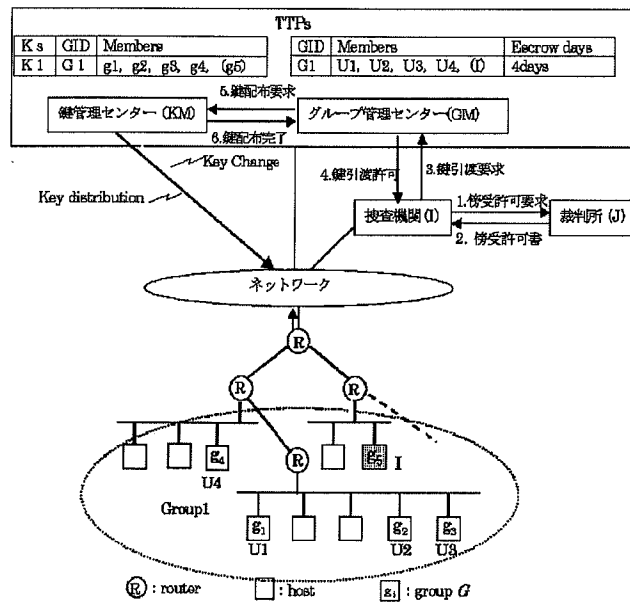 TTPs
Ks GID Members
K1 G1 g1, g2, g3, g4, (g5)
GID Members Escrow days
G1 U1, U2, U3, U4, (I) 4days
5.鍵配布要求
鍵管理センター(KM)
グループ管理センター(GM)
6.鍵配布完了
Key Change
Key distribution
4.鍵引渡許可
3.鍵引渡要求
1.傍受許可要求
捜査機関(I)
裁判所(J)
2. 傍受許可書
ネットワーク
R
R
R
R
g4
g5
I
U4
Group1
g1
g2
g3
U1
U2
U3
R : router
: host
gi : group G